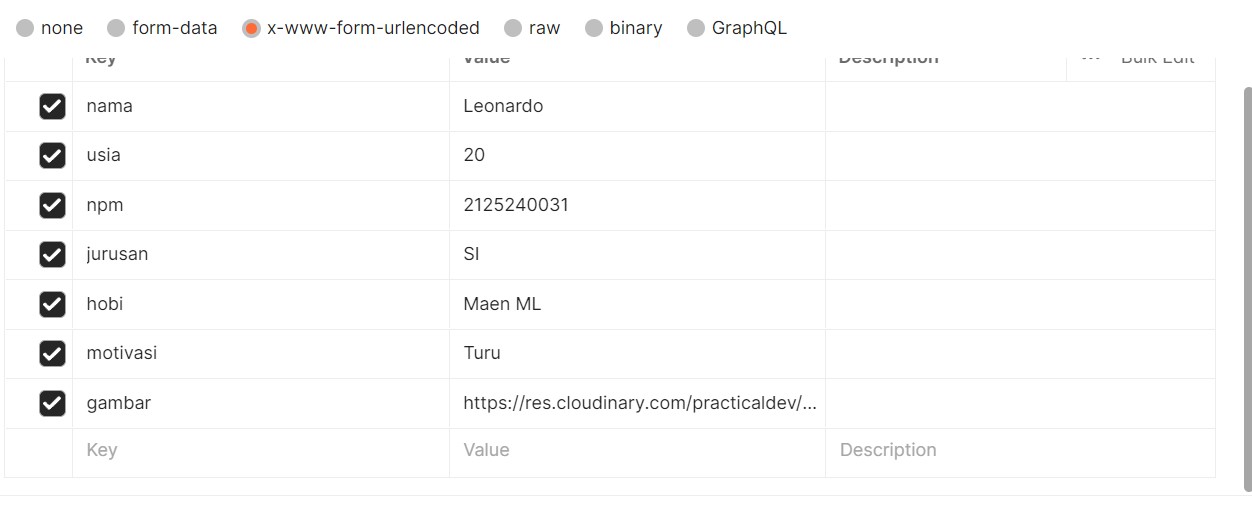 none form-data x-www-form-urlencoded raw binary GraphQL
Key Value Description ... Bulk Edit
nama Leonardo
usia 20
npm 2125240031
jurusan SI
hobi Maen ML
motivasi Turu
gambar https://res.cloudinary.com/practicaldev/...
Key Value Description